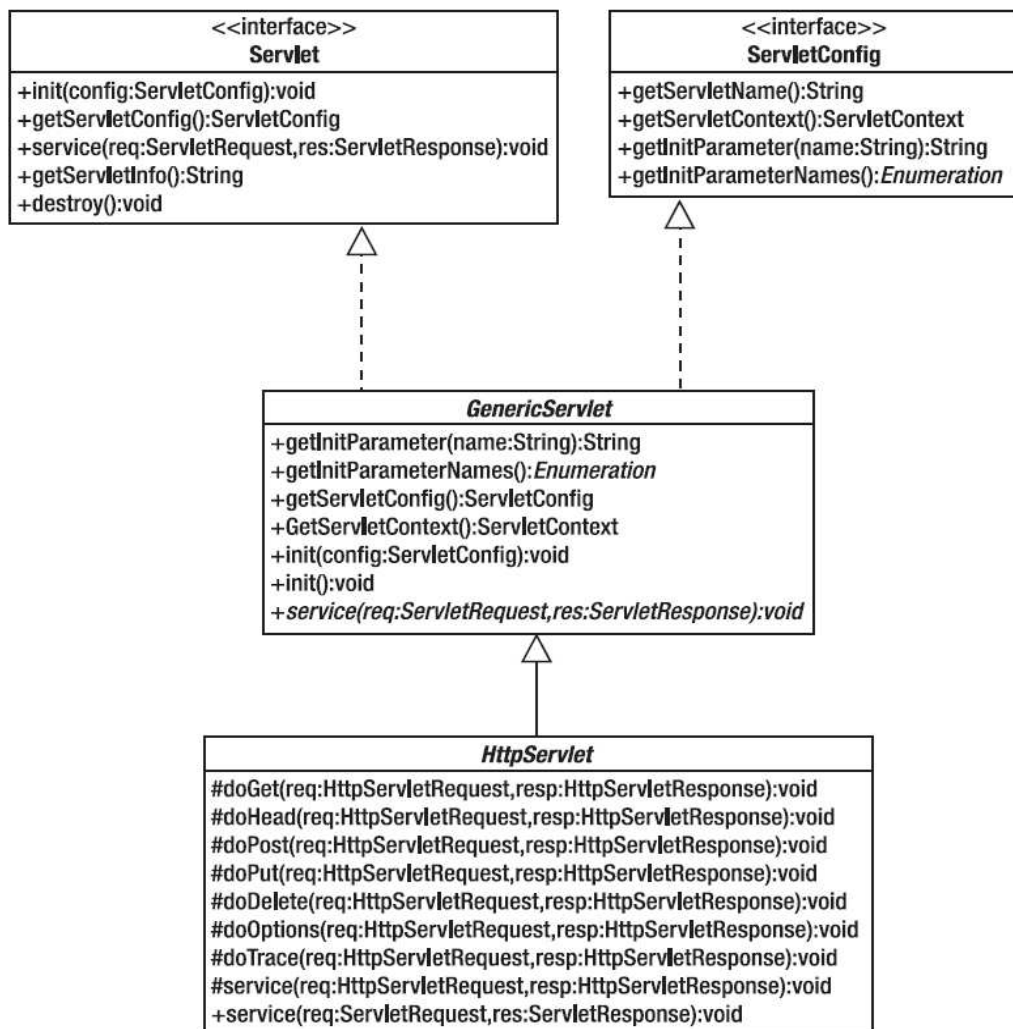 <<interface>>
Servlet
+init(config:ServletConfig):void
+getServletConfig():ServletConfig
+service(req:ServletRequest,res:ServletResponse):void
+getServletInfo():String
+destroy():void
<<interface>>
ServletConfig
+getServletName():String
+getServletContext():ServletContext
+getInitParameter(name:String):String
+getInitParameterNames():Enumeration
GenericServlet
+getInitParameter(name:String):String
+getInitParameterNames():Enumeration
+getServletConfig():ServletConfig
+GetServletContext():ServletContext
+init(config:ServletConfig):void
+init():void
+service(req:ServletRequest,res:ServletResponse):void
HttpServlet
#doGet(req:HttpServletRequest,resp:HttpServletResponse):void
#doHead(req:HttpServletRequest,resp:HttpServletResponse):void
#doPost(req:HttpServletRequest,resp:HttpServletResponse):void
#doPut(req:HttpServletRequest,resp:HttpServletResponse):void
#doDelete(req:HttpServletRequest,resp:HttpServletResponse):void
#doOptions(req:HttpServletRequest,resp:HttpServletResponse):void
#doTrace(req:HttpServletRequest,resp:HttpServletResponse):void
#service(req:HttpServletRequest,resp:HttpServletResponse):void
+service(req:ServletRequest,res:ServletResponse):void